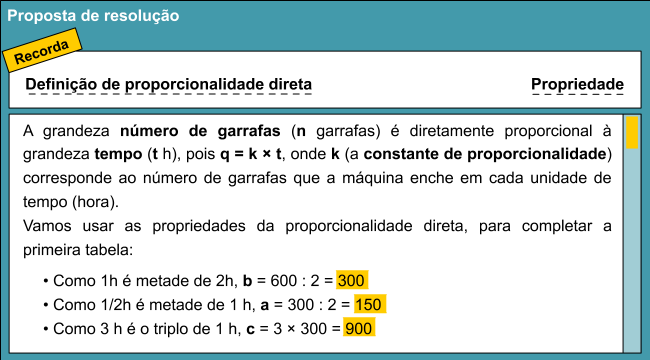 Proposta de resolução
Recorda
Definição de proporcionalidade direta
Propriedade
A grandeza número de garrafas (n garrafas) é diretamente proporcional à
grandeza tempo (t h), pois q = k × t, onde k (a constante de proporcionalidade)
corresponde ao número de garrafas que a máquina enche em cada unidade de
tempo (hora).
Vamos usar as propriedades da proporcionalidade direta, para completar a
primeira tabela:
• Como 1h é metade de 2h, b = 600 : 2 = 300
• Como 1/2h é metade de 1 h, a = 300 : 2 = 150
• Como 3 h é o triplo de 1 h, c = 3 × 300 = 900